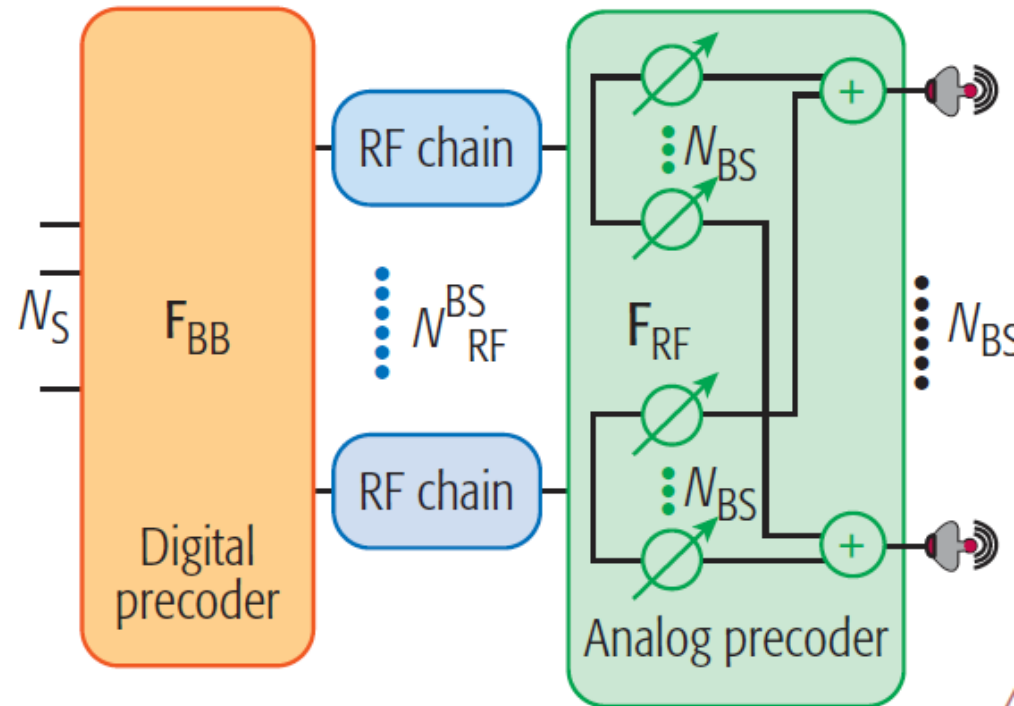 N_S
F_BB
Digital
precoder
RF chain
N^BS_RF
RF chain
N_BS
F_RF
N_BS
Analog precoder
+
+
N_BS